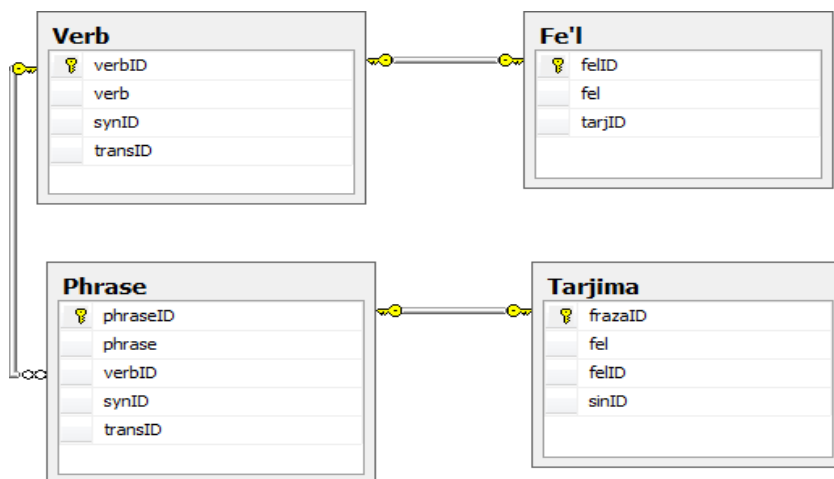 Verb
verbID
verb
synID
transID
Fe'l
felID
fel
tarjID
Phrase
phraseID
phrase
verbID
synID
transID
Tarjima
frazaID
fel
felID
sinID